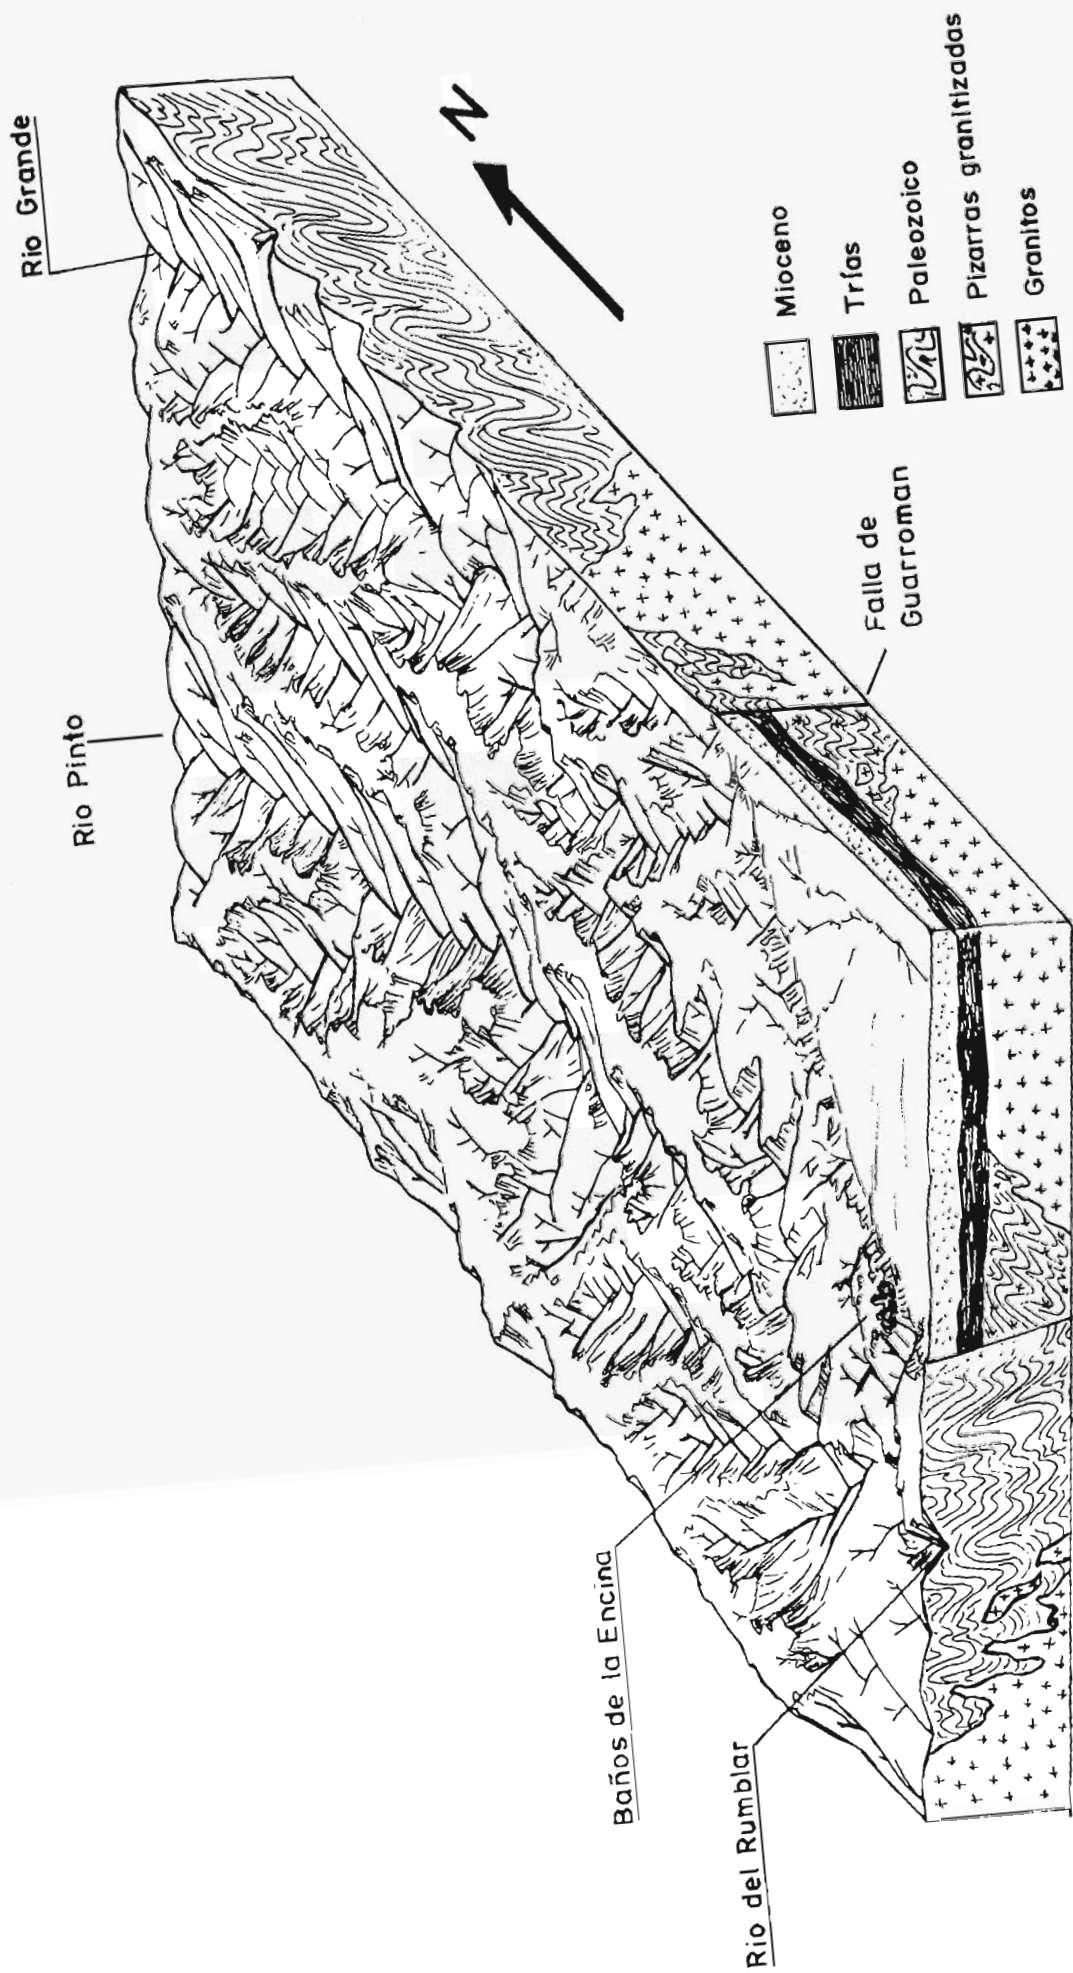 Rio Grande
Rio Pinto
Baños de la Encina
Rio del Rumblar
N
Falla de
Guarroman
Mioceno
Trías
Paleozoico
Pizarras granitizadas
Granitos